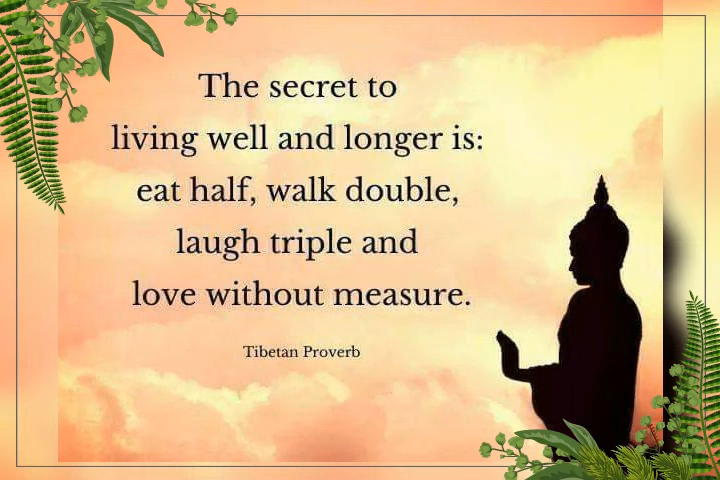 The secret to
living well and longer is:
eat half, walk double,
laugh triple and
love without measure.
Tibetan Proverb